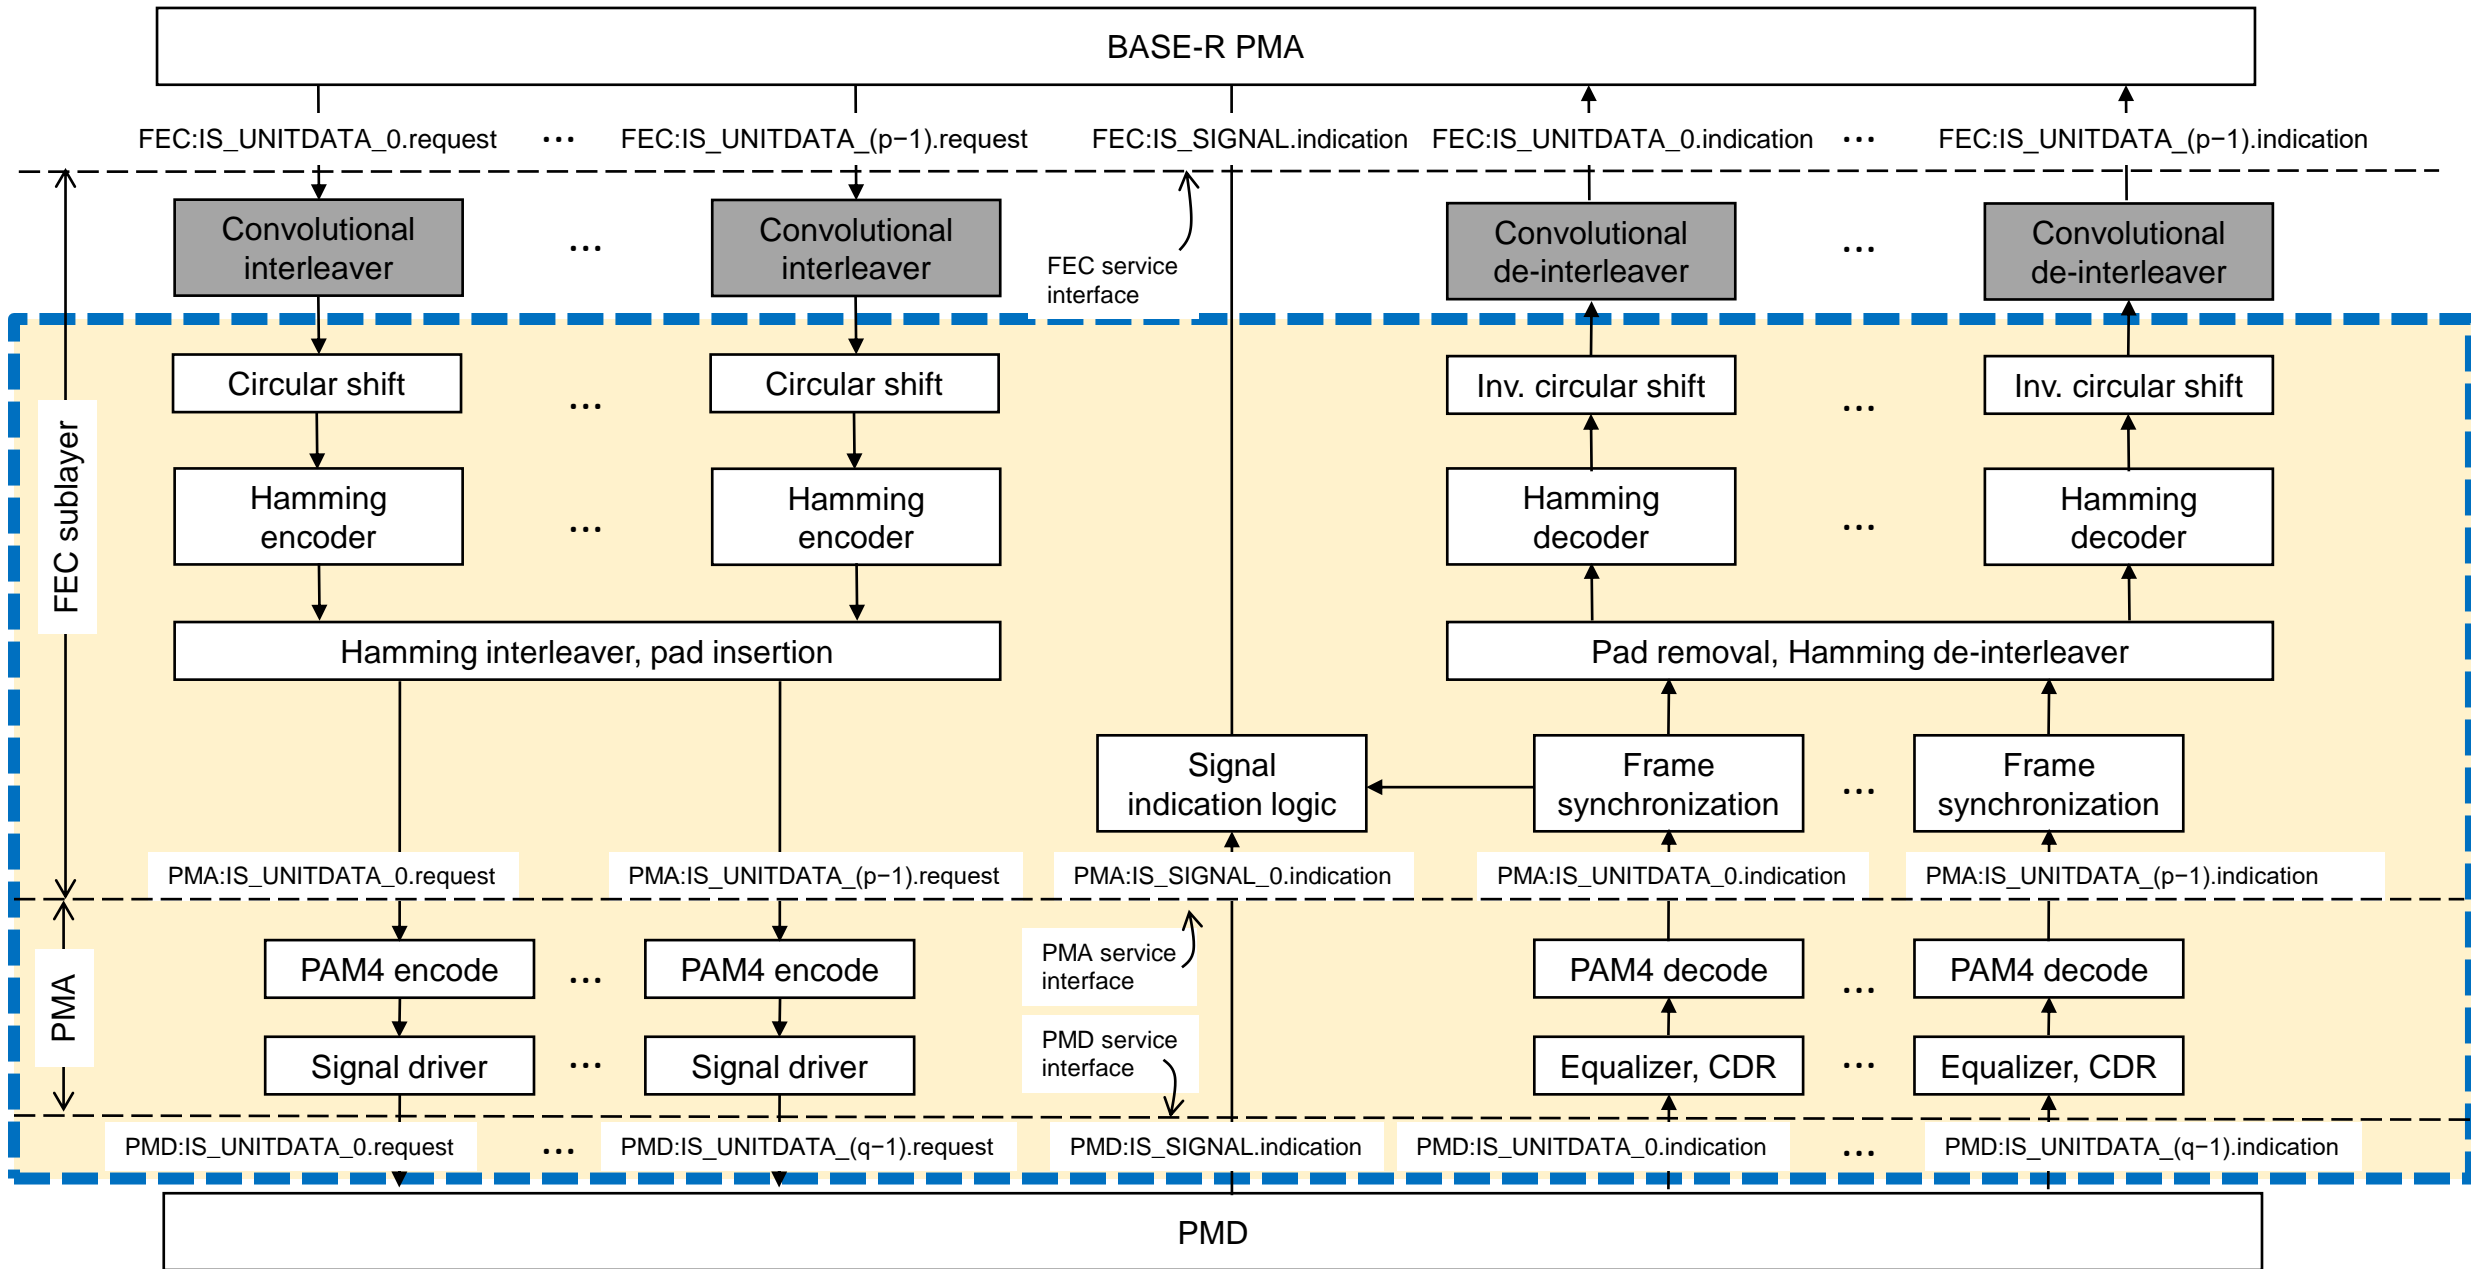 BASE-R PMA
FEC:IS_UNITDATA_0.request ... FEC:IS_UNITDATA_(p−1).request FEC:IS_SIGNAL.indication FEC:IS_UNITDATA_0.indication ... FEC:IS_UNITDATA_(p−1).indication
Convolutional
interleaver
...
Convolutional
interleaver
FEC service
interface
Convolutional
de-interleaver
...
Convolutional
de-interleaver
FEC sublayer
Circular shift ... Circular shift
Inv. circular shift ... Inv. circular shift
Hamming
encoder
...
Hamming
encoder
Hamming
decoder
...
Hamming
decoder
Hamming interleaver, pad insertion
Pad removal, Hamming de-interleaver
Signal
indication logic
Frame
synchronization
...
Frame
synchronization
PMA:IS_UNITDATA_0.request PMA:IS_UNITDATA_(p−1).request PMA:IS_SIGNAL_0.indication PMA:IS_UNITDATA_0.indication PMA:IS_UNITDATA_(p−1).indication
PMA
PAM4 encode ... PAM4 encode
PMA service
interface
PAM4 decode ... PAM4 decode
Signal driver ... Signal driver
PMD service
interface
Equalizer, CDR ... Equalizer, CDR
PMD:IS_UNITDATA_0.request ... PMD:IS_UNITDATA_(q−1).request PMD:IS_SIGNAL.indication PMD:IS_UNITDATA_0.indication ... PMD:IS_UNITDATA_(q−1).indication
PMD